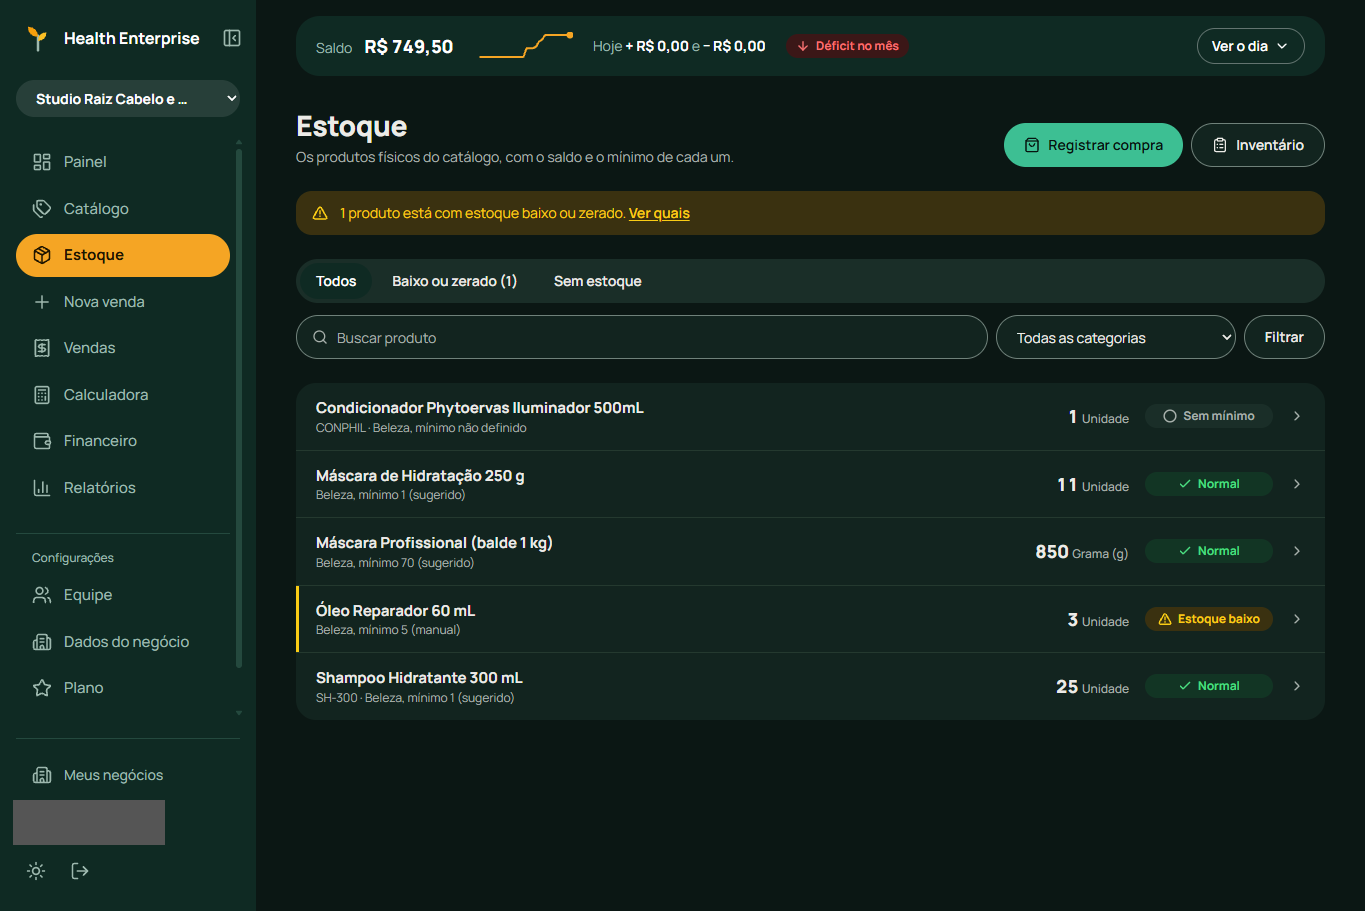 Health Enterprise
Studio Raiz Cabelo e ...
Painel
Catálogo
Estoque
Nova venda
Vendas
Calculadora
Financeiro
Relatórios
Configurações
Equipe
Dados do negócio
Plano
Meus negócios
Saldo R$ 749,50 Hoje + R$ 0,00 e − R$ 0,00 Déficit no mês Ver o dia
Estoque
Os produtos físicos do catálogo, com o saldo e o mínimo de cada um.
Registrar compra Inventário
1 produto está com estoque baixo ou zerado. Ver quais
Todos Baixo ou zerado (1) Sem estoque
Buscar produto Todas as categorias Filtrar
Condicionador Phytoervas Iluminador 500mL
CONPHIL · Beleza, mínimo não definido
1 Unidade Sem mínimo
Máscara de Hidratação 250 g
Beleza, mínimo 1 (sugerido)
11 Unidade Normal
Máscara Profissional (balde 1 kg)
Beleza, mínimo 70 (sugerido)
850 Grama (g) Normal
Óleo Reparador 60 mL
Beleza, mínimo 5 (manual)
3 Unidade Estoque baixo
Shampoo Hidratante 300 mL
SH-300 · Beleza, mínimo 1 (sugerido)
25 Unidade Normal